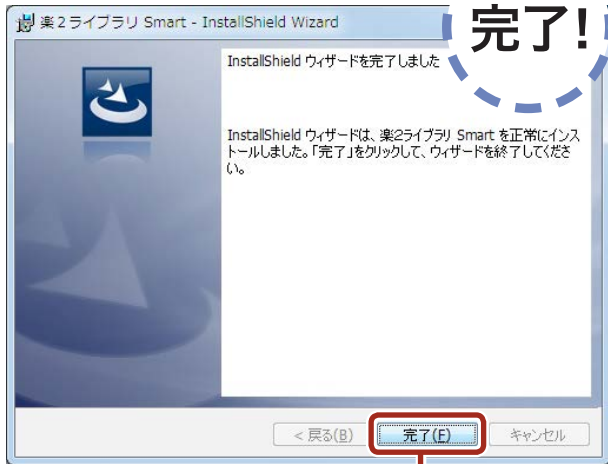 楽2ライブラリ Smart - InstallShield Wizard
完了!
InstallShield ウィザードを完了しました
InstallShield ウィザードは、楽2ライブラリ Smart を正常にインス
トールしました。「完了」をクリックして、ウィザードを終了してくださ
い。
< 戻る(B)
完了(F)
キャンセル